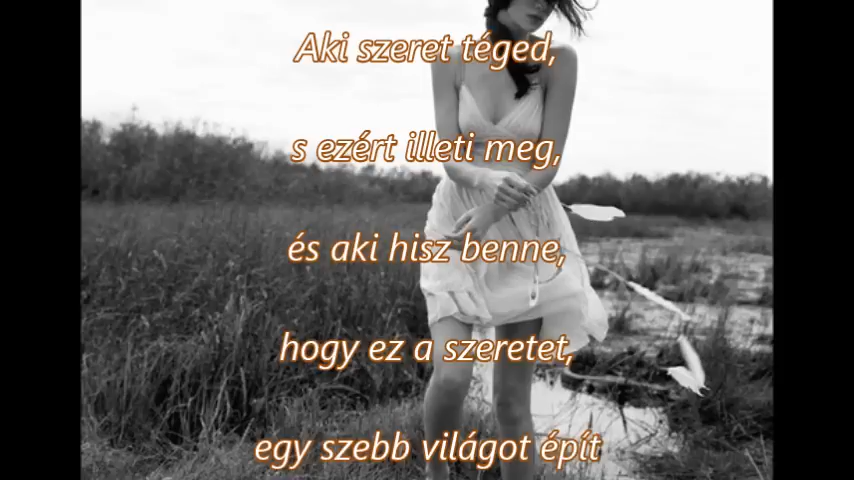 Aki szeret téged,
s ezért illeti meg,
és aki hisz benne,
hogy ez a szeretet,
egy szebb világot épít